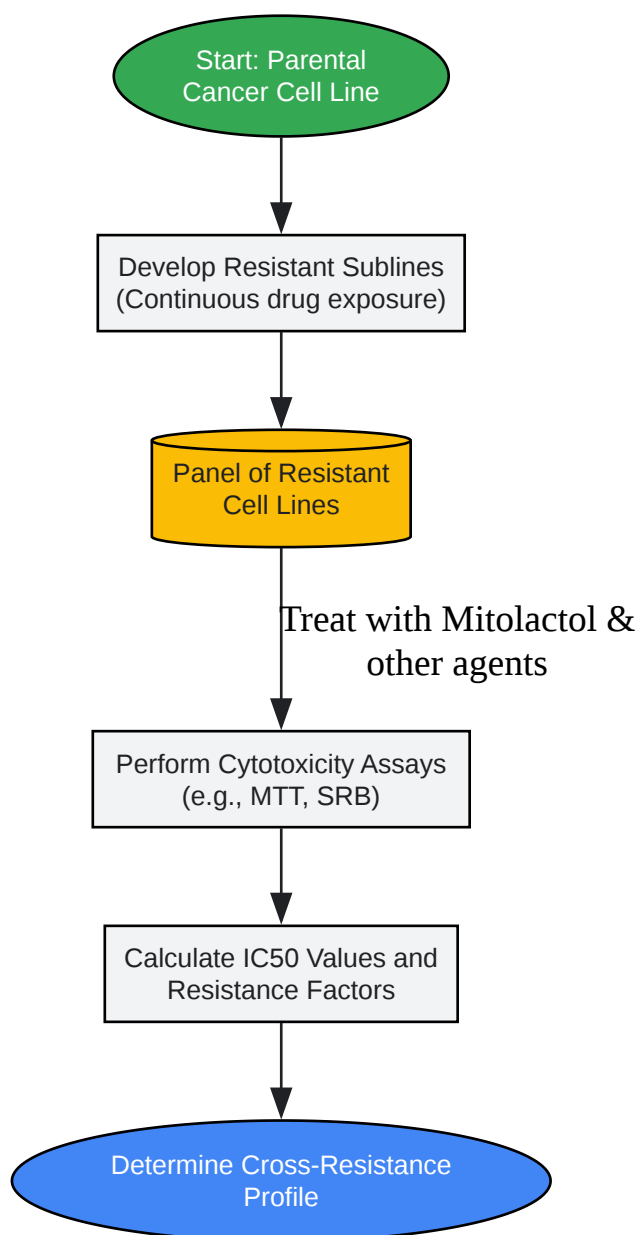 Start: Parental
Cancer Cell Line
Develop Resistant Sublines
(Continuous drug exposure)
Panel of Resistant
Cell Lines
Treat with Mitolactol &
other agents
Perform Cytotoxicity Assays
(e.g., MTT, SRB)
Calculate IC50 Values and
Resistance Factors
Determine Cross-Resistance
Profile